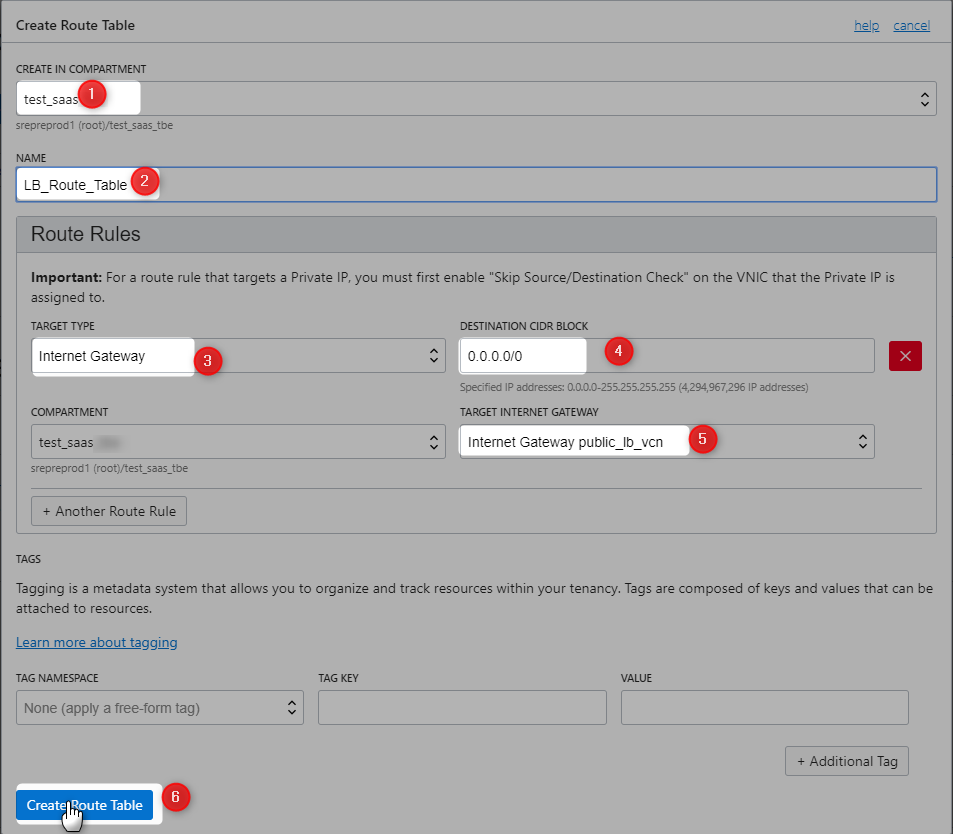 Create Route Table help cancel
CREATE IN COMPARTMENT
test_saas 1
srepreprod1 (root)/test_saas_tbe
NAME
LB_Route_Table 2
Route Rules
Important: For a route rule that targets a Private IP, you must first enable "Skip Source/Destination Check" on the VNIC that the Private IP is
assigned to.
TARGET TYPE DESTINATION CIDR BLOCK
Internet Gateway 3 0.0.0.0/0 4
Specified IP addresses: 0.0.0.0-255.255.255.255 (4,294,967,296 IP addresses)
COMPARTMENT TARGET INTERNET GATEWAY
test_saas Internet Gateway public_lb_vcn 5
srepreprod1 (root)/test_saas_tbe
+ Another Route Rule
TAGS
Tagging is a metadata system that allows you to organize and track resources within your tenancy. Tags are composed of keys and values that can be
attached to resources.
Learn more about tagging
TAG NAMESPACE TAG KEY VALUE
None (apply a free-form tag)
+ Additional Tag
Create Route Table 6